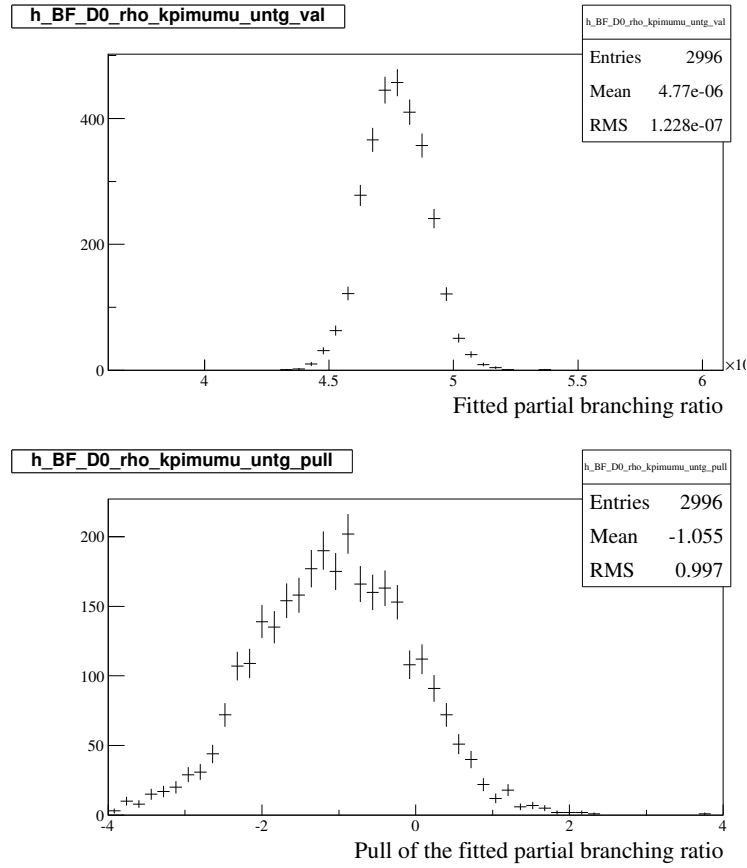 h_BF_D0_rho_kpimumu_untg_val
h_BF_D0_rho_kpimumu_untg_val
Entries 2996
Mean 4.77e-06
RMS 1.228e-07
400
200
0
4 4.5 5 5.5 6
×10
Fitted partial branching ratio
h_BF_D0_rho_kpimumu_untg_pull
h_BF_D0_rho_kpimumu_untg_pull
Entries 2996
Mean -1.055
RMS 0.997
200
150
100
50
0
-4 -2 0 2 4
Pull of the fitted partial branching ratio